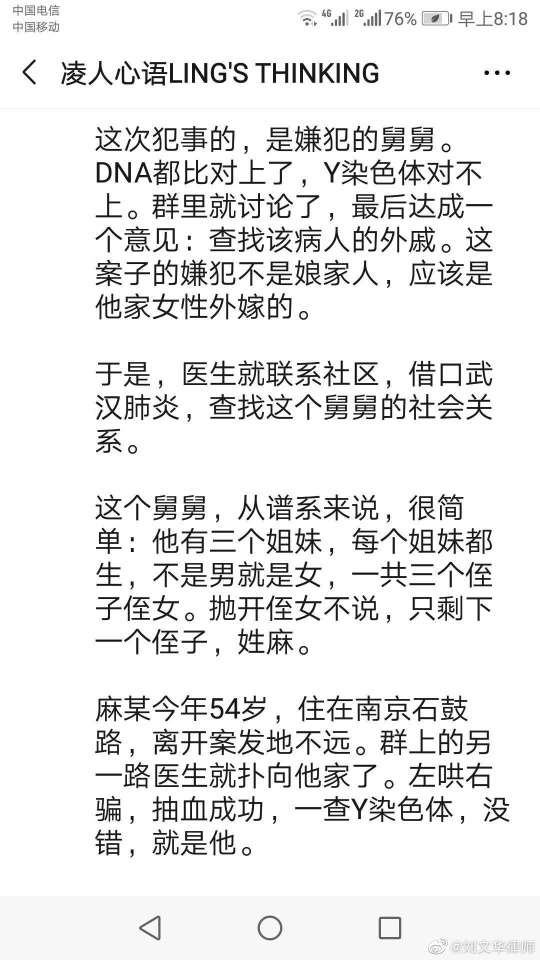 中国电信
中国移动
4G 2G 76% 早上8:18
凌人心语LING'S THINKING
这次犯事的，是嫌犯的舅舅。
DNA都比对上了，Y染色体对不
上。群里就讨论了，最后达成一
个意见：查找该病人的外戚。这
案子的嫌犯不是娘家人，应该是
他家女性外嫁的。
于是，医生就联系社区，借口武
汉肺炎，查找这个舅舅的社会关
系。
这个舅舅，从谱系来说，很简
单：他有三个姐妹，每个姐妹都
生，不是男就是女，一共三个侄
子侄女。抛开侄女不说，只剩下
一个侄子，姓麻。
麻某今年54岁，住在南京石鼓
路，离开案发地不远。群上的另
一路医生就扑向他家了。左哄右
骗，抽血成功，一查Y染色体，没
错，就是他。
@刘文华律师